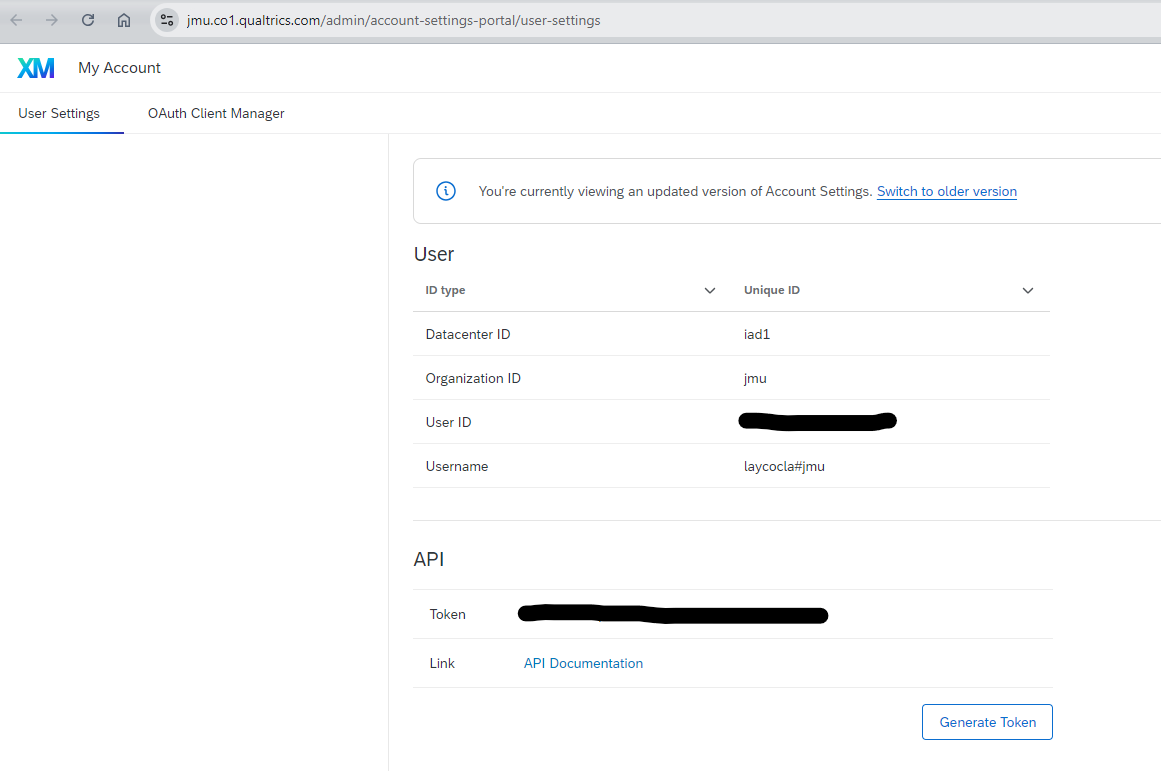 jmu.co1.qualtrics.com/admin/account-settings-portal/user-settings
XM My Account
User Settings OAuth Client Manager
You're currently viewing an updated version of Account Settings. Switch to older version
User
ID type Unique ID
Datacenter ID iad1
Organization ID jmu
User ID
Username laycocla#jmu
API
Token
Link API Documentation
Generate Token